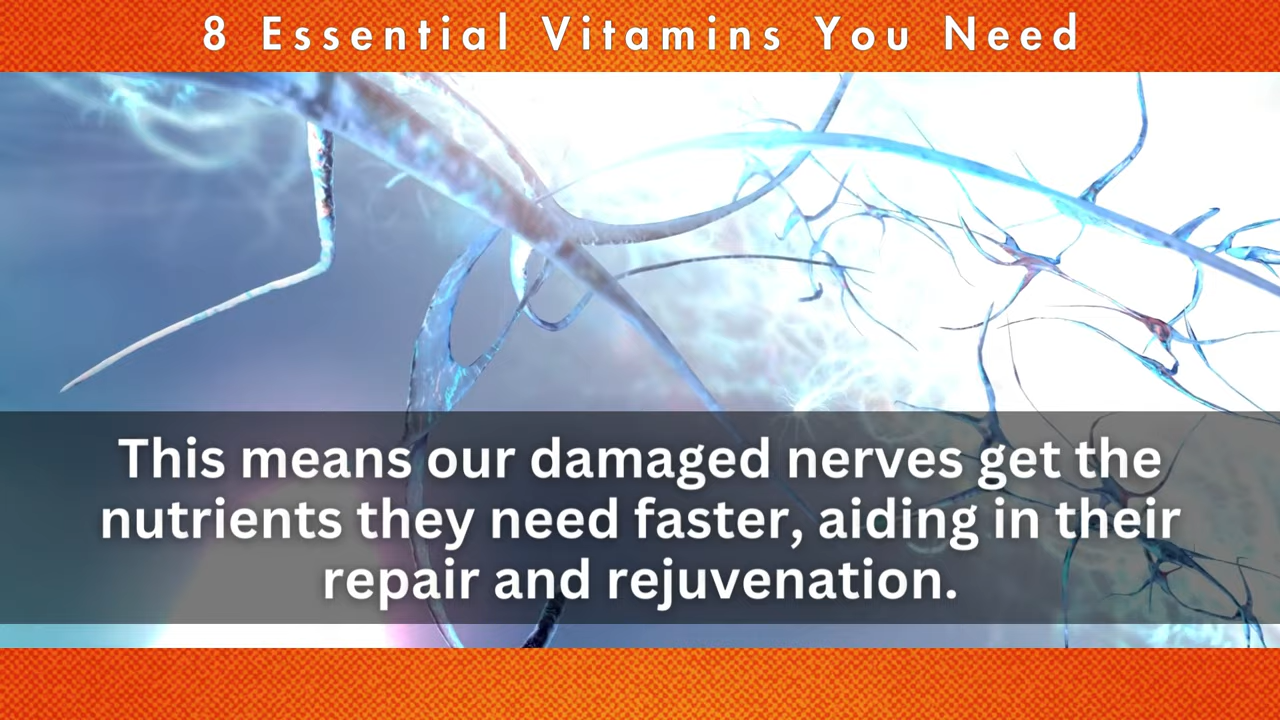 8 Essential Vitamins You Need
This means our damaged nerves get the
nutrients they need faster, aiding in their
repair and rejuvenation.